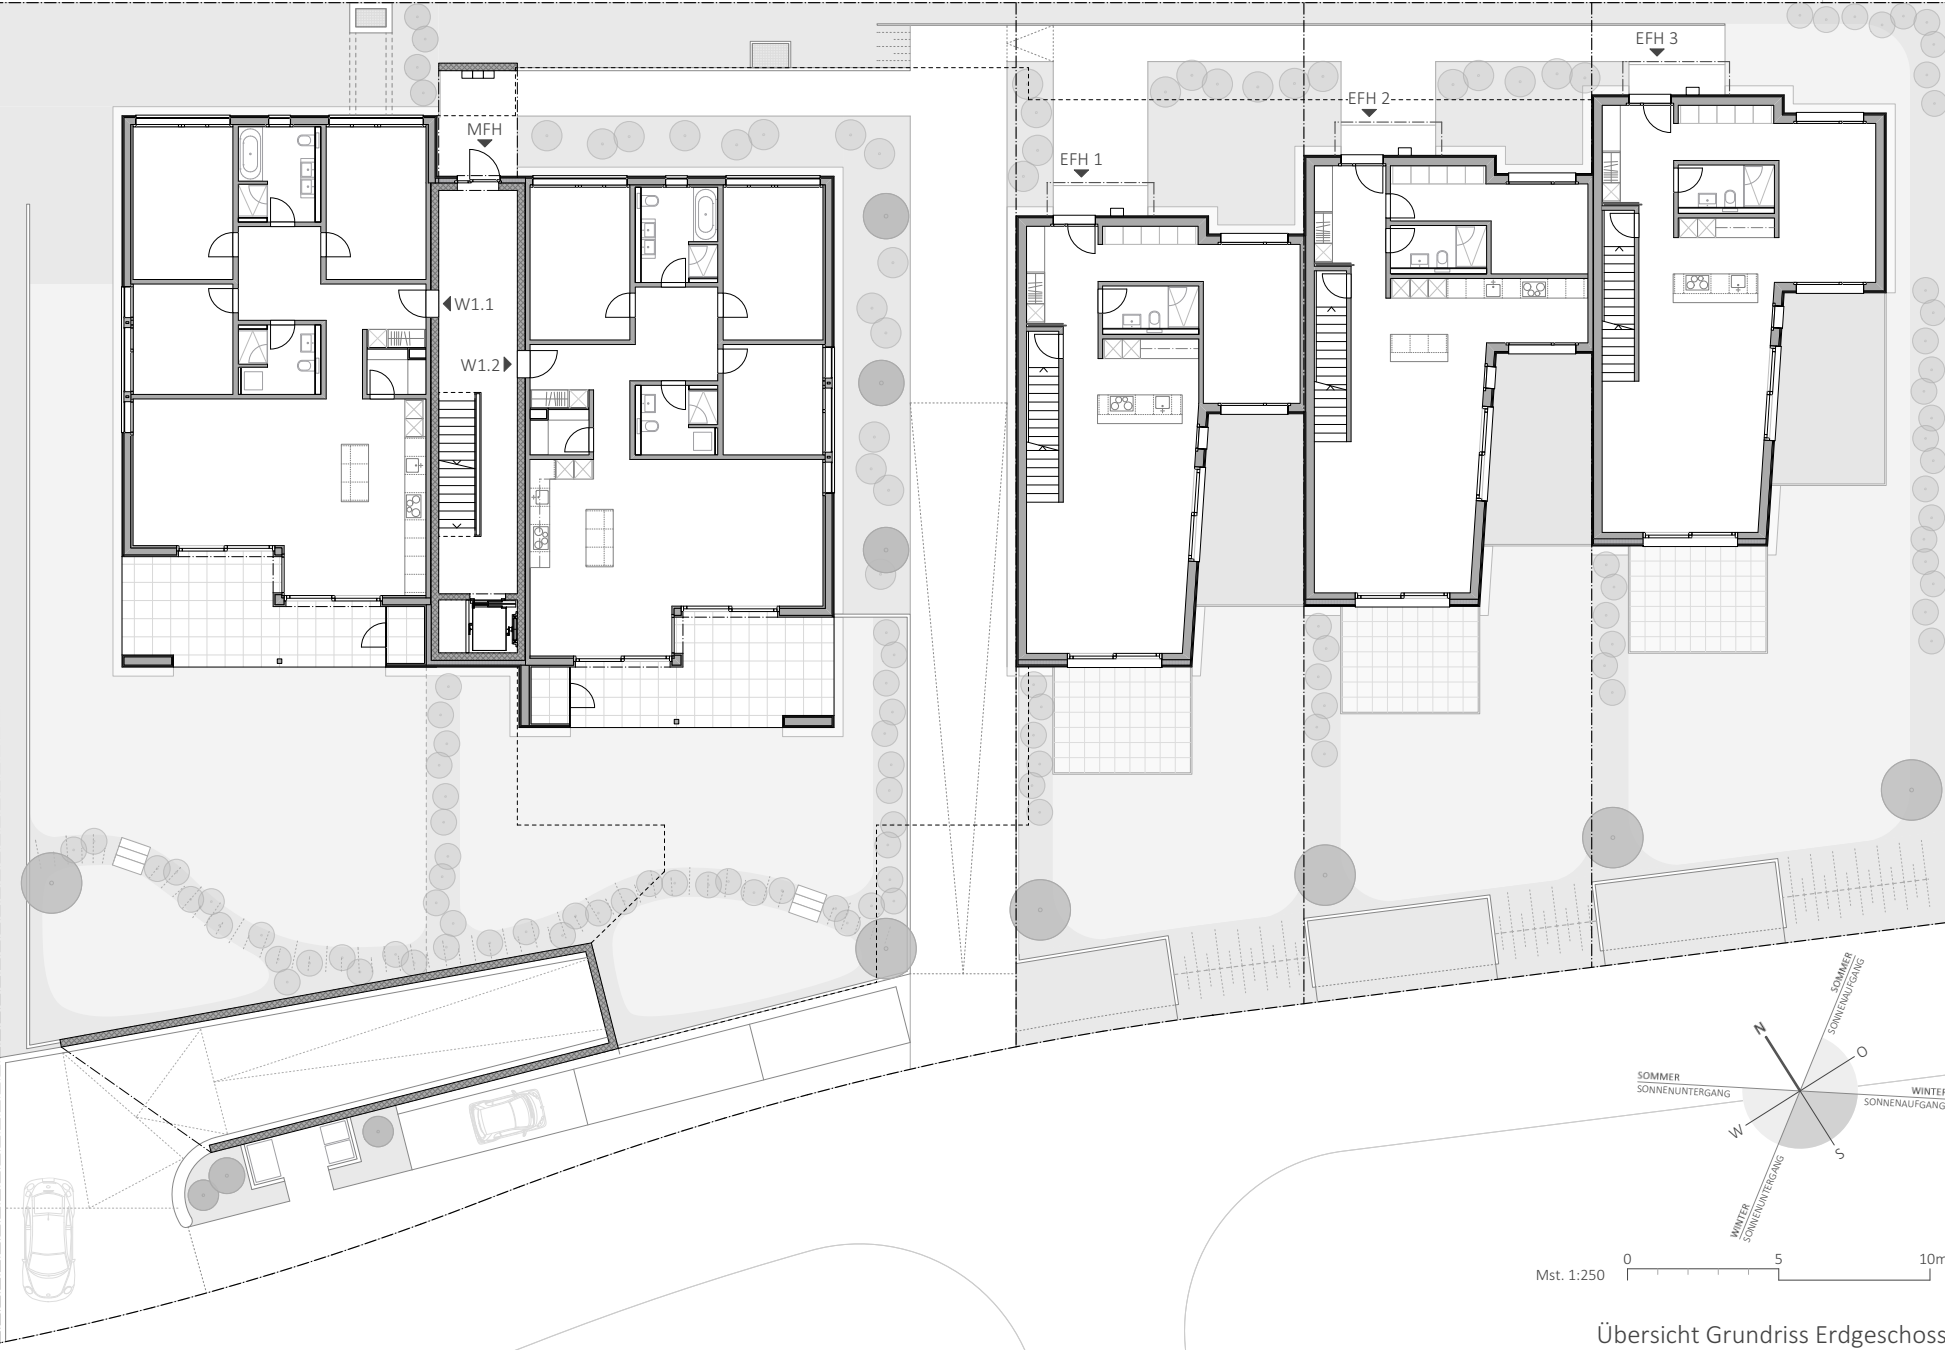 EFH 3
EFH 2
MFH
EFH 1
W1.1
W1.2
SOMMER
SONNENAUFGANG
N
O
SOMMER
SONNENUNTERGANG
WINTER
SONNENAUFGANG
W
S
WINTER
SONNENUNTERGANG
0 5 10m
Mst. 1:250
Übersicht Grundriss Erdgeschoss